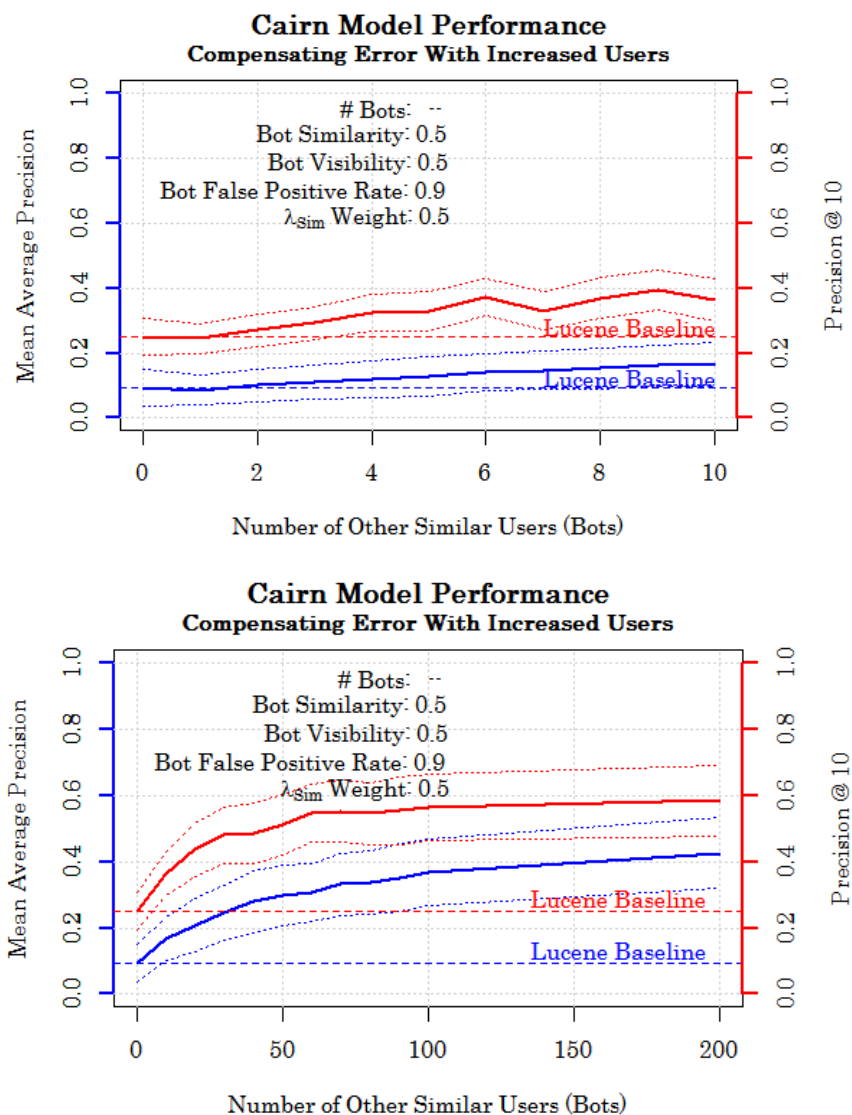 Cairn Model Performance
Compensating Error With Increased Users
# Bots: --
Bot Similarity: 0.5
Bot Visibility: 0.5
Bot False Positive Rate: 0.9
λSim Weight: 0.5
Mean Average Precision
0.0 0.2 0.4 0.6 0.8 1.0
Precision @ 10
0.0 0.2 0.4 0.6 0.8 1.0
Lucene Baseline
Lucene Baseline
0 2 4 6 8 10
Number of Other Similar Users (Bots)
Cairn Model Performance
Compensating Error With Increased Users
# Bots: --
Bot Similarity: 0.5
Bot Visibility: 0.5
Bot False Positive Rate: 0.9
λSim Weight: 0.5
Mean Average Precision
0.0 0.2 0.4 0.6 0.8 1.0
Precision @ 10
0.0 0.2 0.4 0.6 0.8 1.0
Lucene Baseline
Lucene Baseline
0 50 100 150 200
Number of Other Similar Users (Bots)